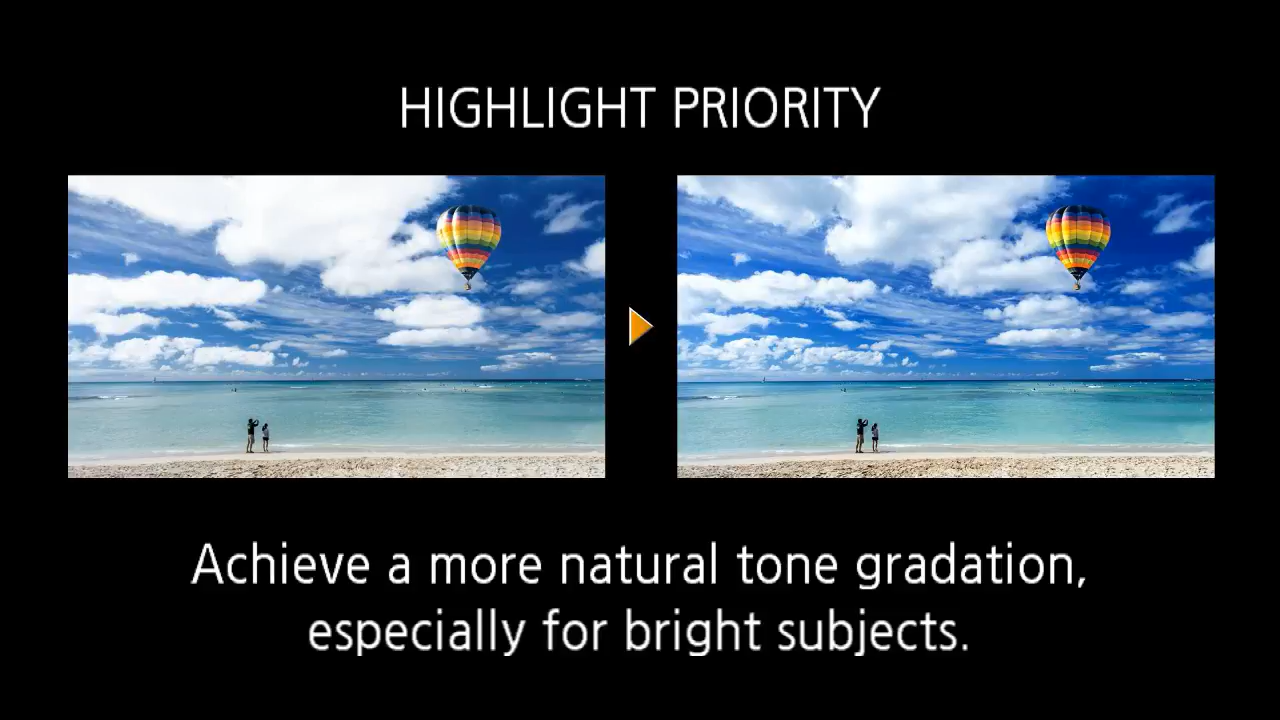 HIGHLIGHT PRIORITY
Achieve a more natural tone gradation,
especially for bright subjects.